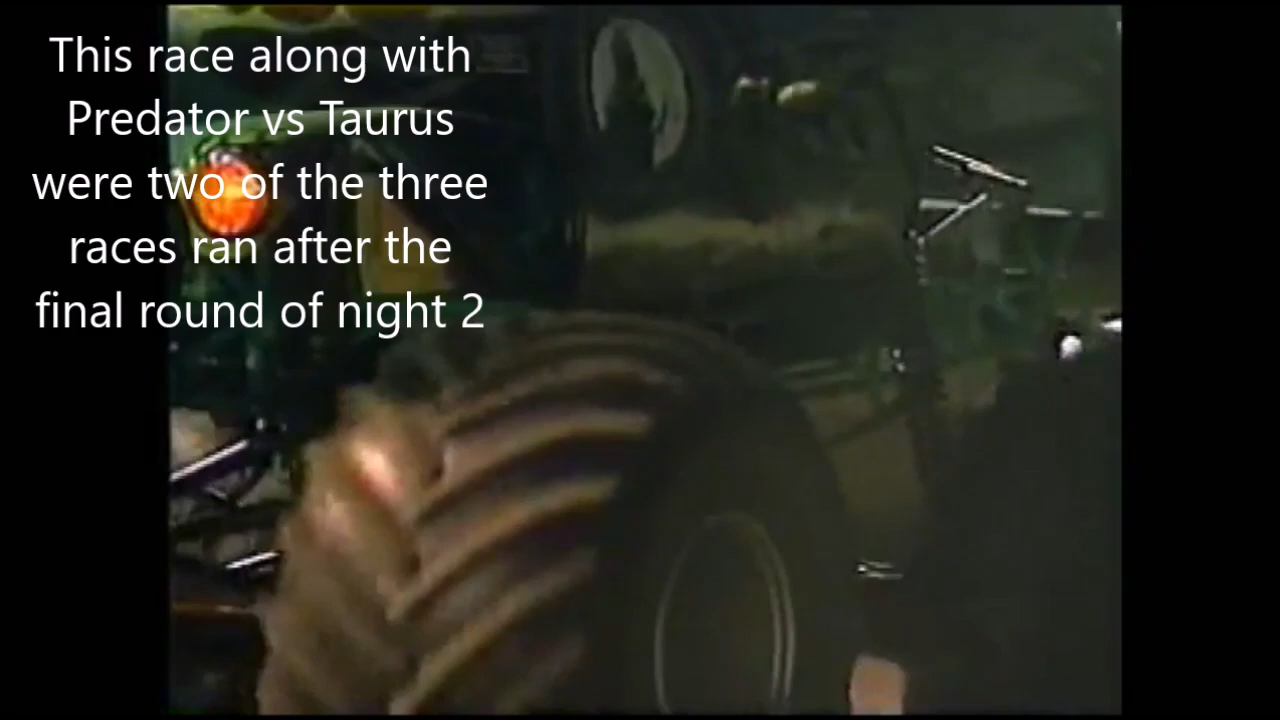 This race along with
Predator vs Taurus
were two of the three
races ran after the
final round of night 2